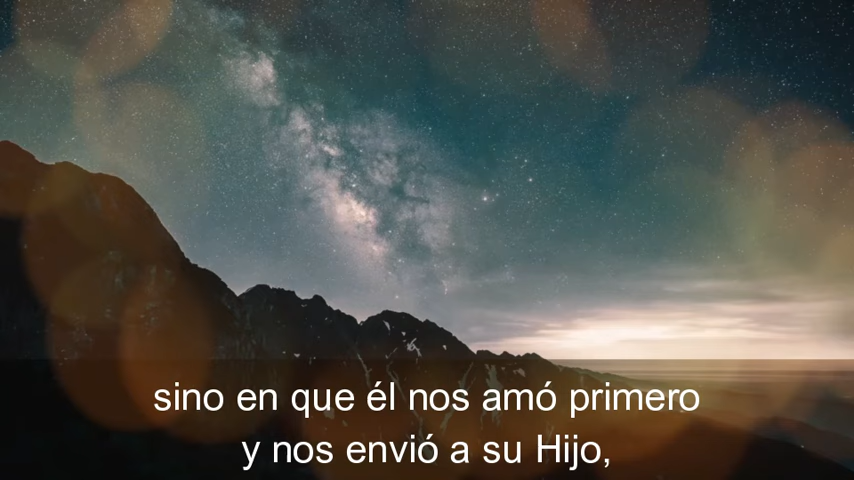 sino en que él nos amó primero
y nos envió a su Hijo,